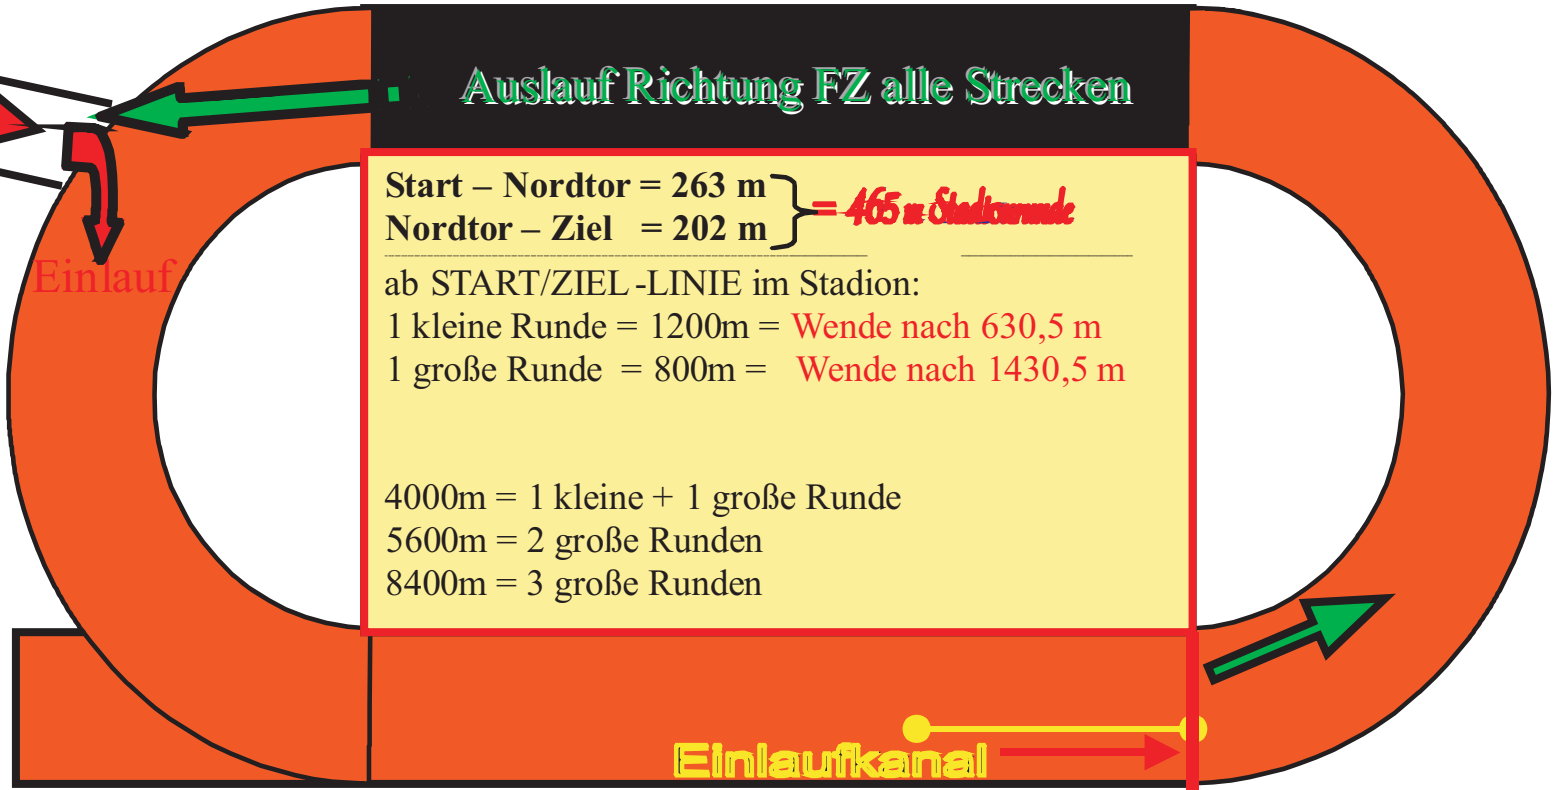 Auslauf Richtung FZ alle Strecken
Start – Nordtor = 263 m
Nordtor – Ziel = 202 m
= 465 m Stadionrunde
Einlauf
ab START/ZIEL-LINIE im Stadion:
1 kleine Runde = 1200m = Wende nach 630,5 m
1 große Runde = 800m = Wende nach 1430,5 m
4000m = 1 kleine + 1 große Runde
5600m = 2 große Runden
8400m = 3 große Runden
Einlaufkanal